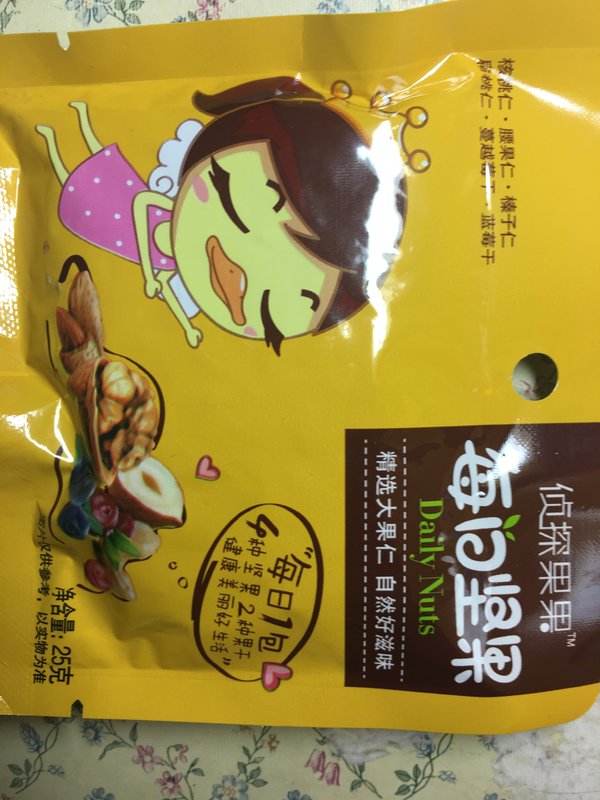 侦探果果™
每日坚果
Daily Nuts
精选大果仁 自然好滋味
核桃仁·腰果仁·榛子仁
扁桃仁·蔓越莓干·蓝莓干
“每日1包
4种坚果 2种果干
健康美丽好生活”
净含量：25克
图片仅供参考，以实物为准